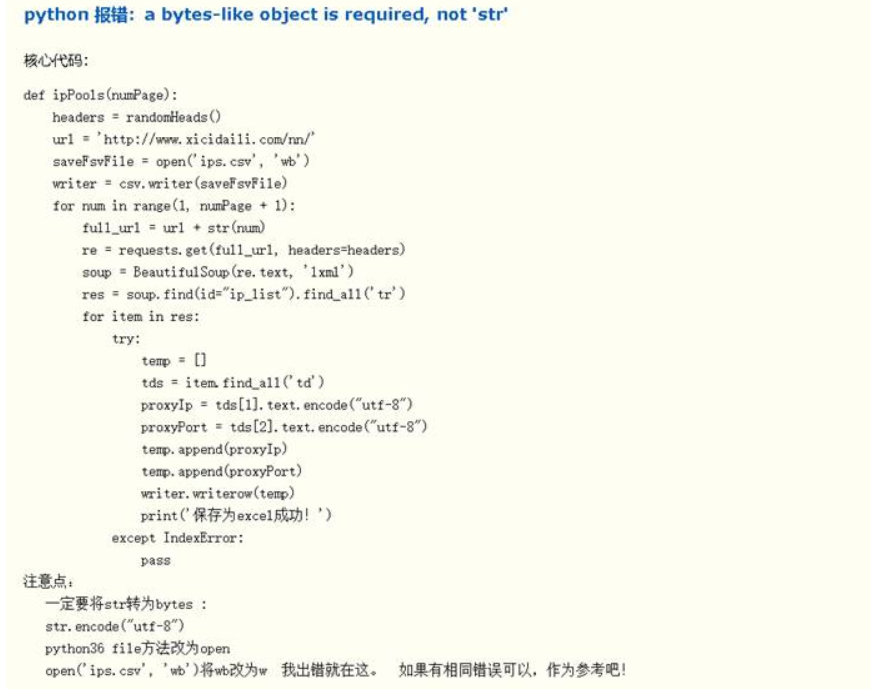 python 报错: a bytes-like object is required, not 'str'
核心代码:
def ipPools(numPage):
    headers = randomHeads()
    url = 'http://www.xicidaili.com/nn/'
    saveFsvFile = open('ips.csv', 'wb')
    writer = csv.writer(saveFsvFile)
    for num in range(1, numPage + 1):
        full_url = url + str(num)
        re = requests.get(full_url, headers=headers)
        soup = BeautifulSoup(re.text, 'lxml')
        res = soup.find(id="ip_list").find_all('tr')
        for item in res:
            try:
                temp = []
                tds = item.find_all('td')
                proxyIp = tds[1].text.encode("utf-8")
                proxyPort = tds[2].text.encode("utf-8")
                temp.append(proxyIp)
                temp.append(proxyPort)
                writer.writerow(temp)
                print('保存为excel成功！')
            except IndexError:
                pass
注意点：
一定要将str转为bytes :
str.encode("utf-8")
python36 file方法改为open
open('ips.csv', 'wb')将wb改为w  我出错就在这。  如果有相同错误可以，作为参考吧!